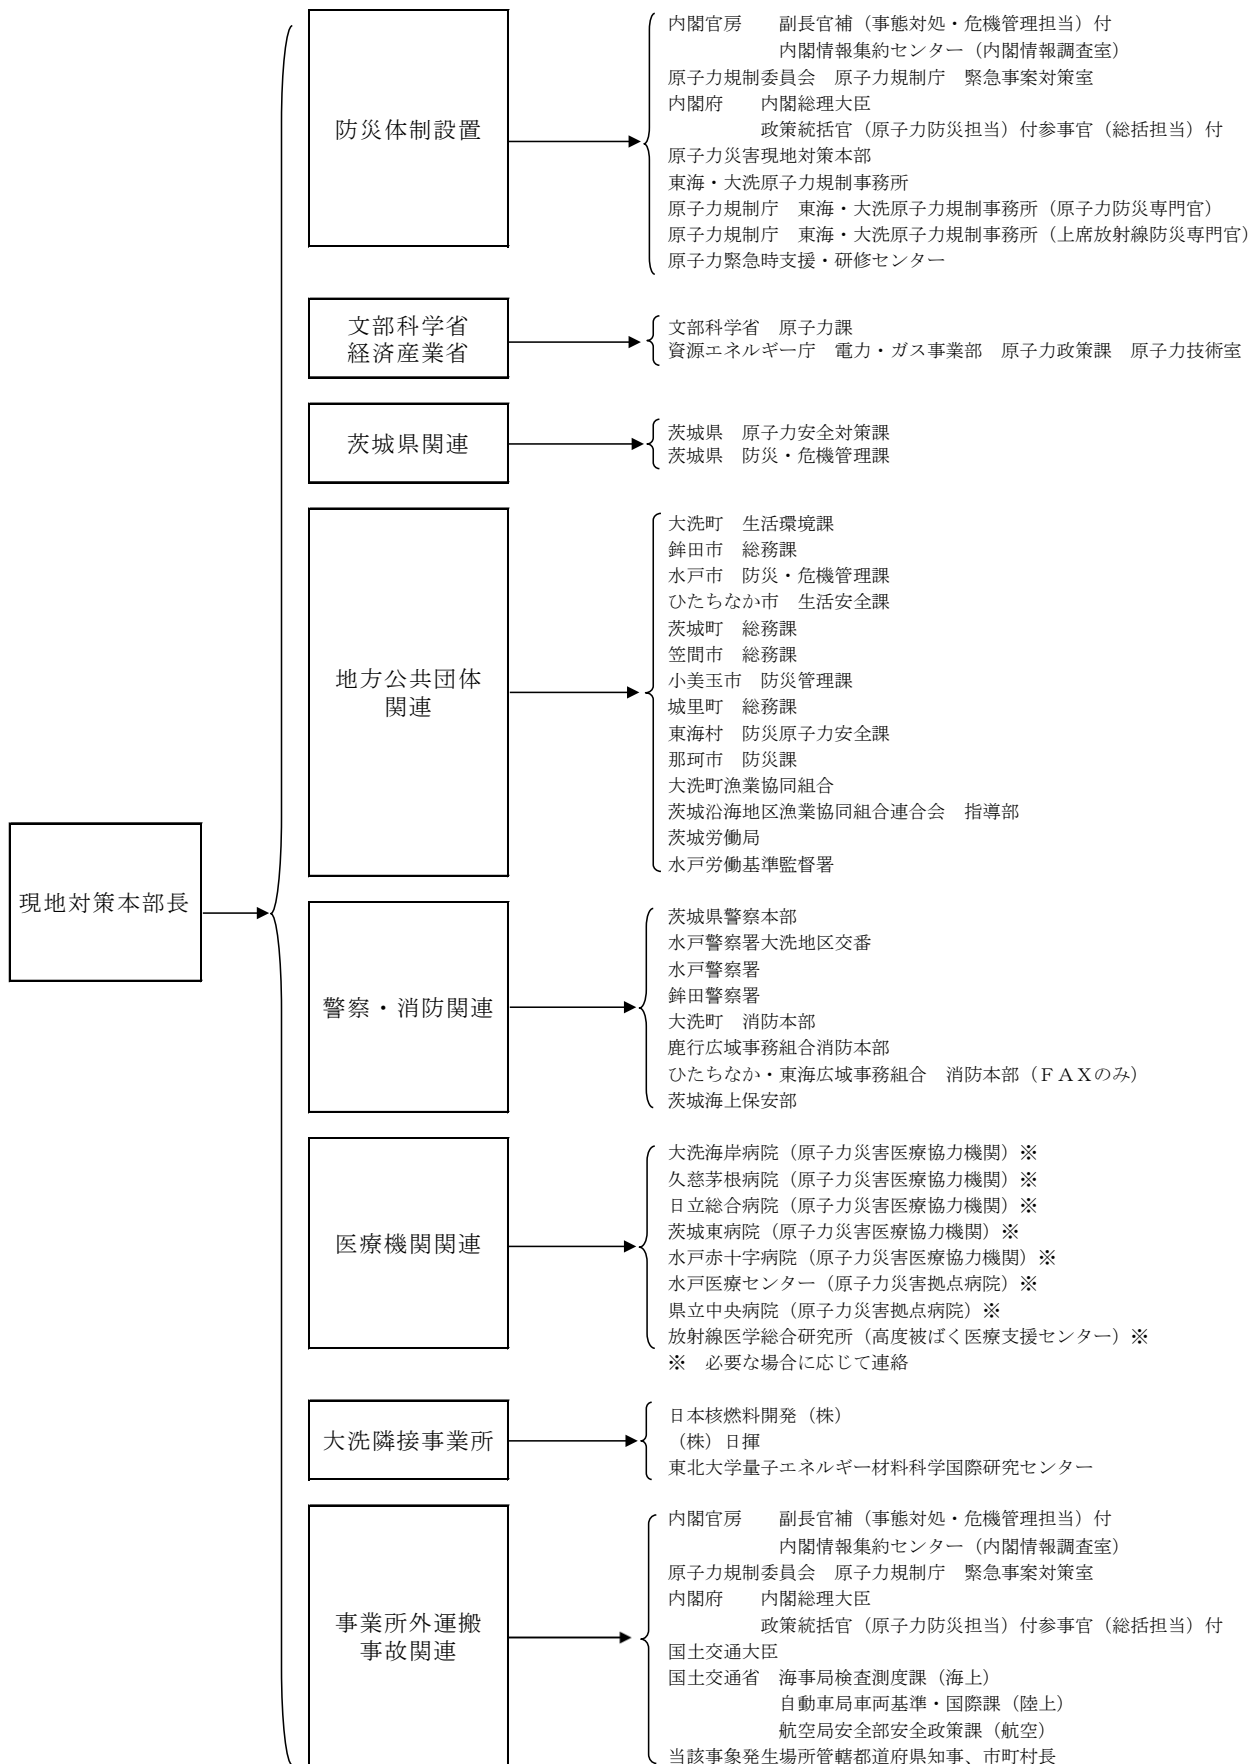 現地対策本部長
防災体制設置
内閣官房　　副長官補（事態対処・危機管理担当）付
内閣情報集約センター（内閣情報調査室）
原子力規制委員会　原子力規制庁　緊急事案対策室
内閣府　　内閣総理大臣
政策統括官（原子力防災担当）付参事官（総括担当）付
原子力災害現地対策本部
東海・大洗原子力規制事務所
原子力規制庁　東海・大洗原子力規制事務所（原子力防災専門官）
原子力規制庁　東海・大洗原子力規制事務所（上席放射線防災専門官）
原子力緊急時支援・研修センター
文部科学省
経済産業省
文部科学省　原子力課
資源エネルギー庁　電力・ガス事業部　原子力政策課　原子力技術室
茨城県関連
茨城県　原子力安全対策課
茨城県　防災・危機管理課
地方公共団体
関連
大洗町　生活環境課
鉾田市　総務課
水戸市　防災・危機管理課
ひたちなか市　生活安全課
茨城町　総務課
笠間市　総務課
小美玉市　防災管理課
城里町　総務課
東海村　防災原子力安全課
那珂市　防災課
大洗町漁業協同組合
茨城沿海地区漁業協同組合連合会　指導部
茨城労働局
水戸労働基準監督署
警察・消防関連
茨城県警察本部
水戸警察署大洗地区交番
水戸警察署
鉾田警察署
大洗町　消防本部
鹿行広域事務組合消防本部
ひたちなか・東海広域事務組合　消防本部（ＦＡＸのみ）
茨城海上保安部
医療機関関連
大洗海岸病院（原子力災害医療協力機関）※
久慈茅根病院（原子力災害医療協力機関）※
日立総合病院（原子力災害医療協力機関）※
茨城東病院（原子力災害医療協力機関）※
水戸赤十字病院（原子力災害医療協力機関）※
水戸医療センター（原子力災害拠点病院）※
県立中央病院（原子力災害拠点病院）※
放射線医学総合研究所（高度被ばく医療支援センター）※
※　必要な場合に応じて連絡
大洗隣接事業所
日本核燃料開発（株）
（株）日揮
東北大学量子エネルギー材料科学国際研究センター
事業所外運搬
事故関連
内閣官房　　副長官補（事態対処・危機管理担当）付
内閣情報集約センター（内閣情報調査室）
原子力規制委員会　原子力規制庁　緊急事案対策室
内閣府　　内閣総理大臣
政策統括官（原子力防災担当）付参事官（総括担当）付
国土交通大臣
国土交通省　海事局検査測度課（海上）
自動車局車両基準・国際課（陸上）
航空局安全部安全政策課（航空）
当該事象発生場所管轄都道府県知事、市町村長